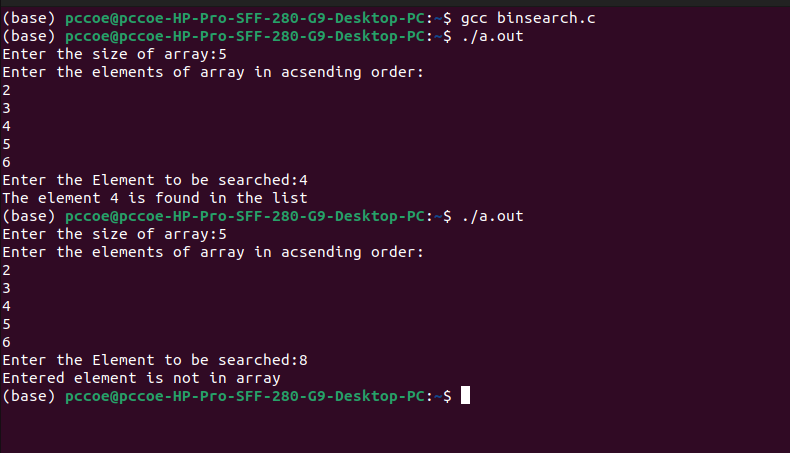 (base) pccoe@pccoe-HP-Pro-SFF-280-G9-Desktop-PC:~$ gcc binsearch.c
(base) pccoe@pccoe-HP-Pro-SFF-280-G9-Desktop-PC:~$ ./a.out
Enter the size of array:5
Enter the elements of array in acsending order:
2
3
4
5
6
Enter the Element to be searched:4
The element 4 is found in the list
(base) pccoe@pccoe-HP-Pro-SFF-280-G9-Desktop-PC:~$ ./a.out
Enter the size of array:5
Enter the elements of array in acsending order:
2
3
4
5
6
Enter the Element to be searched:8
Entered element is not in array
(base) pccoe@pccoe-HP-Pro-SFF-280-G9-Desktop-PC:~$